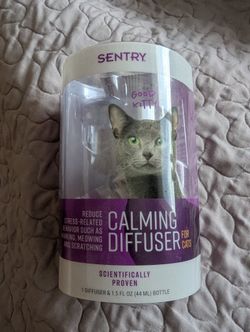 SENTRY
GOOD
KITTY
REDUCE
STRESS-RELATED
BEHAVIOR SUCH AS
MARKING, MEOWING
AND SCRATCHING
CALMING
DIFFUSER
FOR
CATS
SCIENTIFICALLY
PROVEN
1 DIFFUSER & 1.5 FL OZ (44 ML) BOTTLE